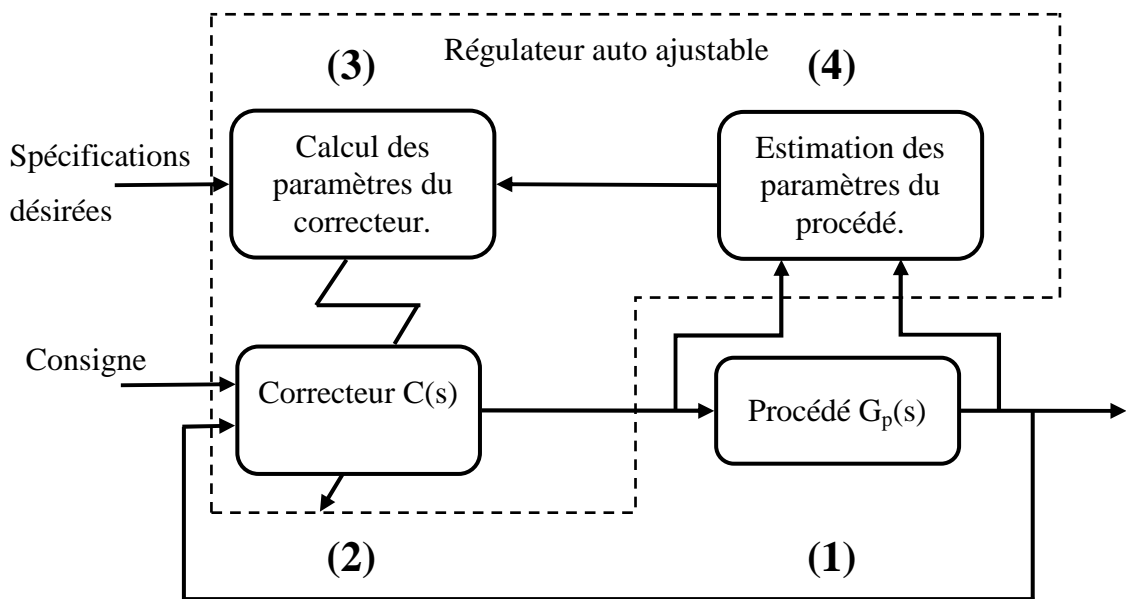 Régulateur auto ajustable
(3)
(4)
Spécifications
désirées
Calcul des
paramètres du
correcteur.
Estimation des
paramètres du
procédé.
Consigne
Correcteur C(s)
Procédé Gp(s)
(2)
(1)